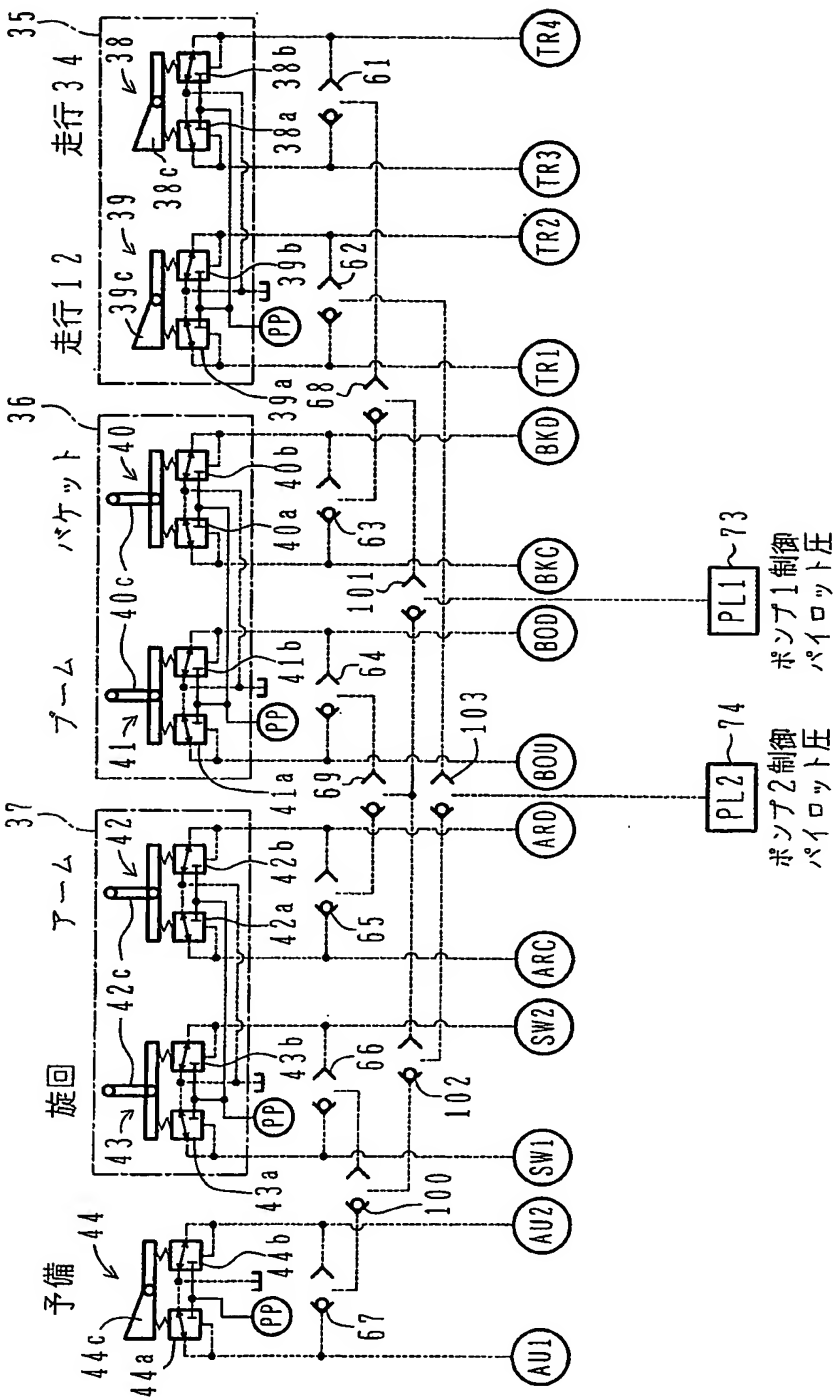 予備
旋回
アーム
ブーム
バケット
走行12
走行34
37
36
35
44c
44
44a
44b
PP
42c
43
43a
43b
PP
42c
42
42a
42b
40c
41
41a
41b
PP
40c
40
40a
40b
39c
39
39a
39b
PP
38
38c
38a
38b
67
66
65
64
63
62
61
100
69
68
102
101
103
AU1
AU2
SW1
SW2
ARC
ARD
BOU
BOD
BKC
BKD
TR1
TR2
TR3
TR4
PL2
74
ポンプ2制御
パイロット圧
PL1
73
ポンプ1制御
パイロット圧